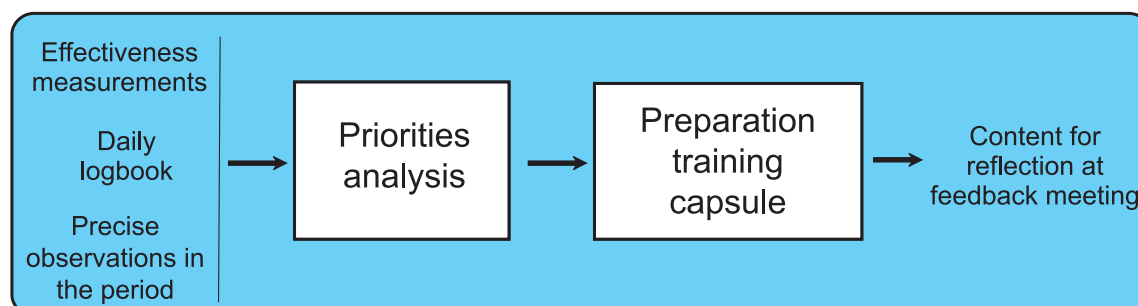 Effectiveness
measurements
Daily
logbook
Precise
observations in
the period
Priorities
analysis
Preparation
training
capsule
Content for
reflection at
feedback meeting